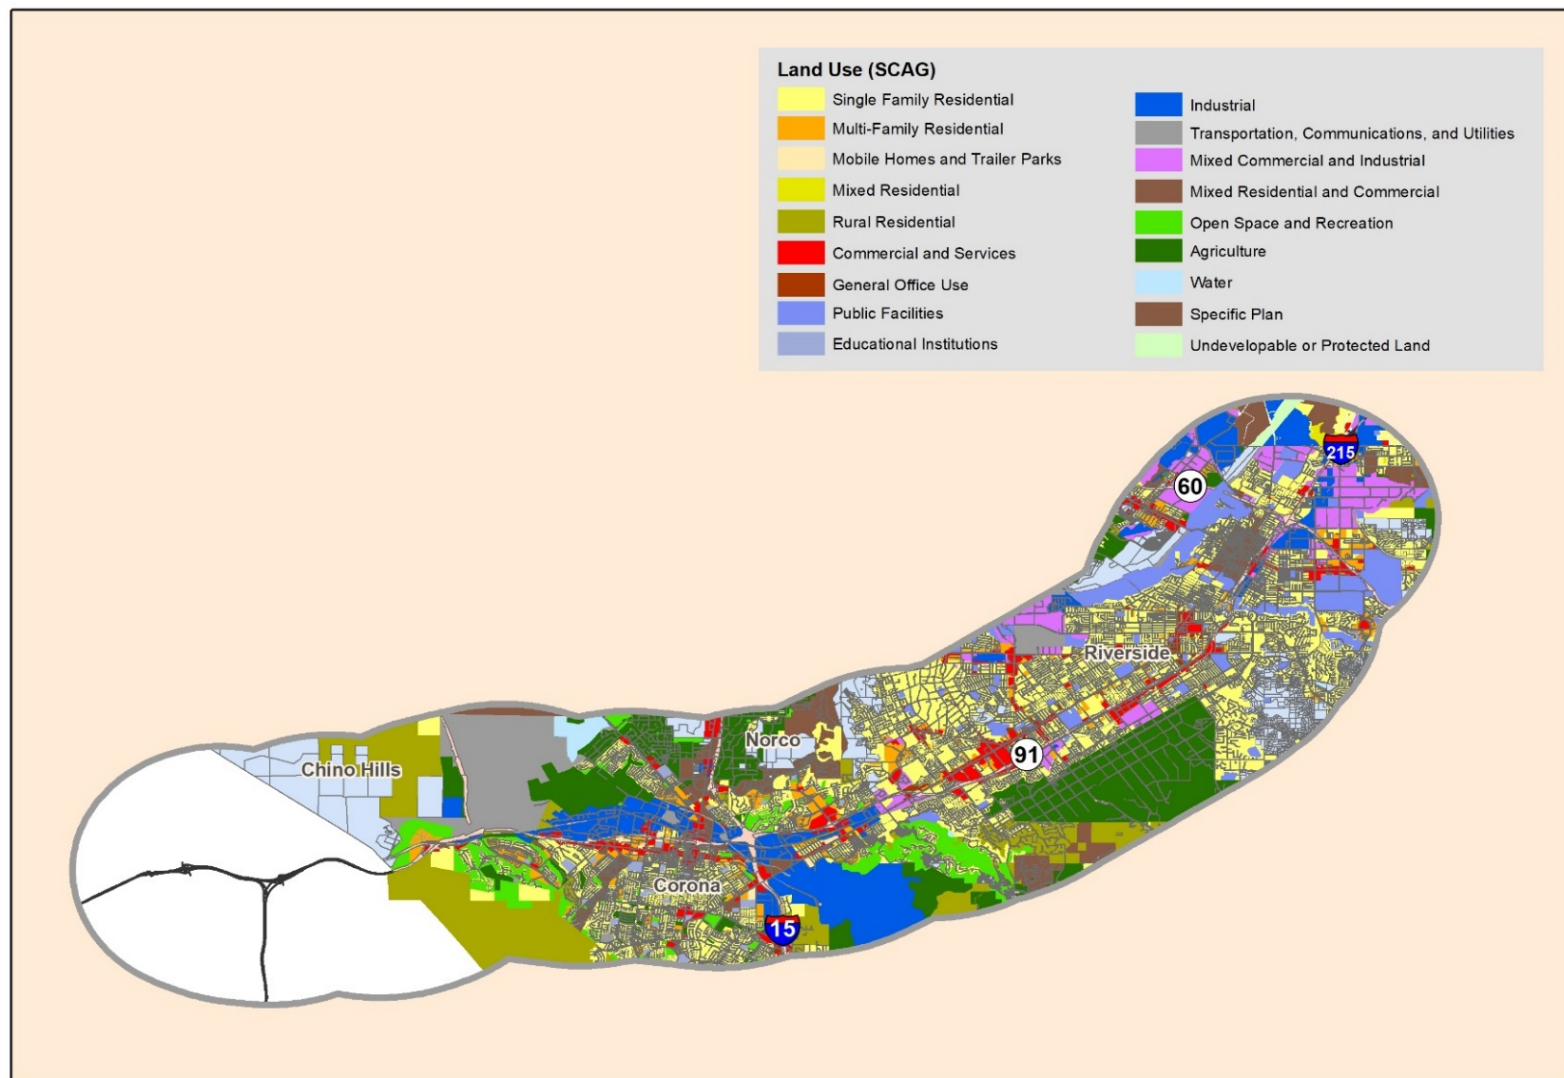 Land Use (SCAG)
Single Family Residential
Multi-Family Residential
Mobile Homes and Trailer Parks
Mixed Residential
Rural Residential
Commercial and Services
General Office Use
Public Facilities
Educational Institutions
Industrial
Transportation, Communications, and Utilities
Mixed Commercial and Industrial
Mixed Residential and Commercial
Open Space and Recreation
Agriculture
Water
Specific Plan
Undevelopable or Protected Land
215
60
Riverside
Norco
91
Chino Hills
Corona
15